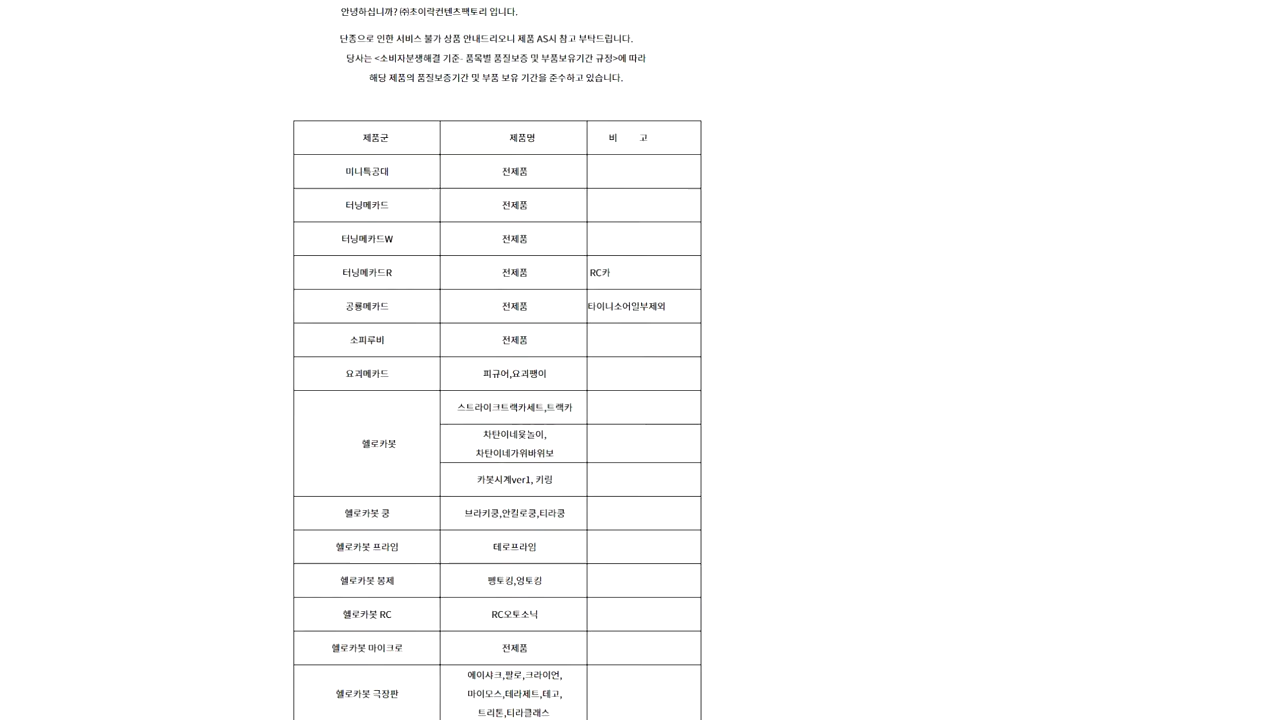 안녕하십니까? ㈜초이락컨텐츠팩토리 입니다.
단종으로 인한 서비스 불가 상품 안내드리오니 제품 AS시 참고 부탁드립니다.
당사는 <소비자분생해결 기준- 품목별 품질보증 및 부품보유기간 규정>에 따라
해당 제품의 품질보증기간 및 부품 보유 기간을 준수하고 있습니다.
제품군 제품명 비 고
미니특공대 전제품
터닝메카드 전제품
터닝메카드W 전제품
터닝메카드R 전제품 RC카
공룡메카드 전제품 타이니소어일부제외
소피루비 전제품
요괴메카드 피규어,요괴팽이
헬로카봇
스트라이크트랙카세트,트랙카
차탄이네윷놀이,
차탄이네가위바위보
카봇시계ver1, 키링
헬로카봇 쿵 브라키쿵,안킬로쿵,티라쿵
헬로카봇 프라임 테로프라임
헬로카봇 봉제 펭토킹,엉토킹
헬로카봇 RC RC오토소닉
헬로카봇 마이크로 전제품
헬로카봇 극장판
에이샤크,팔로,크라이언,
마이모스,테라제트,테고,
트리톤,티라클래스